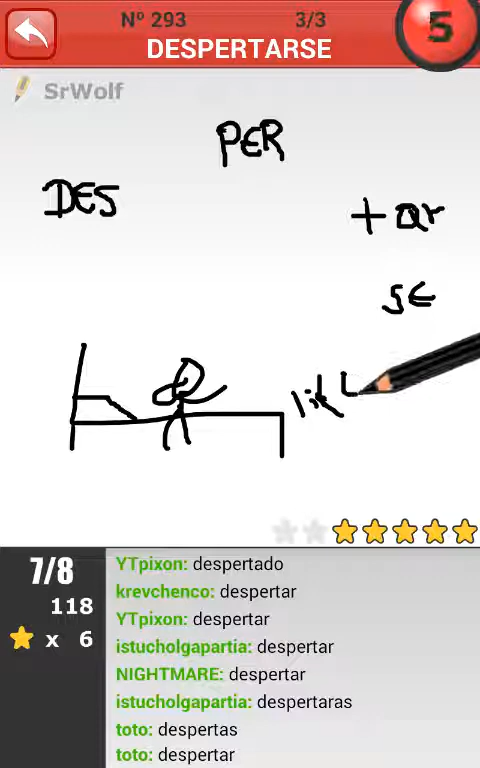 Nº 293 3/3 5
DESPERTARSE
SrWolf
PER
DES
+ar
SE
7/8
118
x 6
YTpixon: despertado
krevchenco: despertar
YTpixon: despertar
istucholgapartia: despertar
NIGHTMARE: despertar
istucholgapartia: despertaras
toto: despertas
toto: despertar